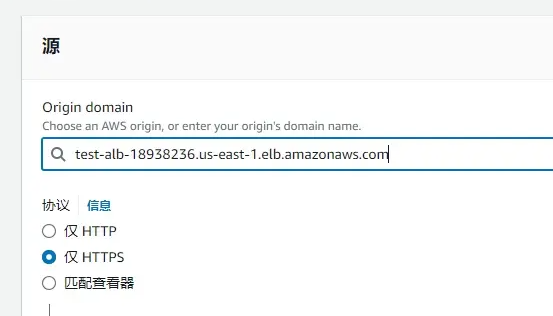 源
Origin domain
Choose an AWS origin, or enter your origin's domain name.
test-alb-18938236.us-east-1.elb.amazonaws.com
协议 信息
仅 HTTP
仅 HTTPS
匹配查看器